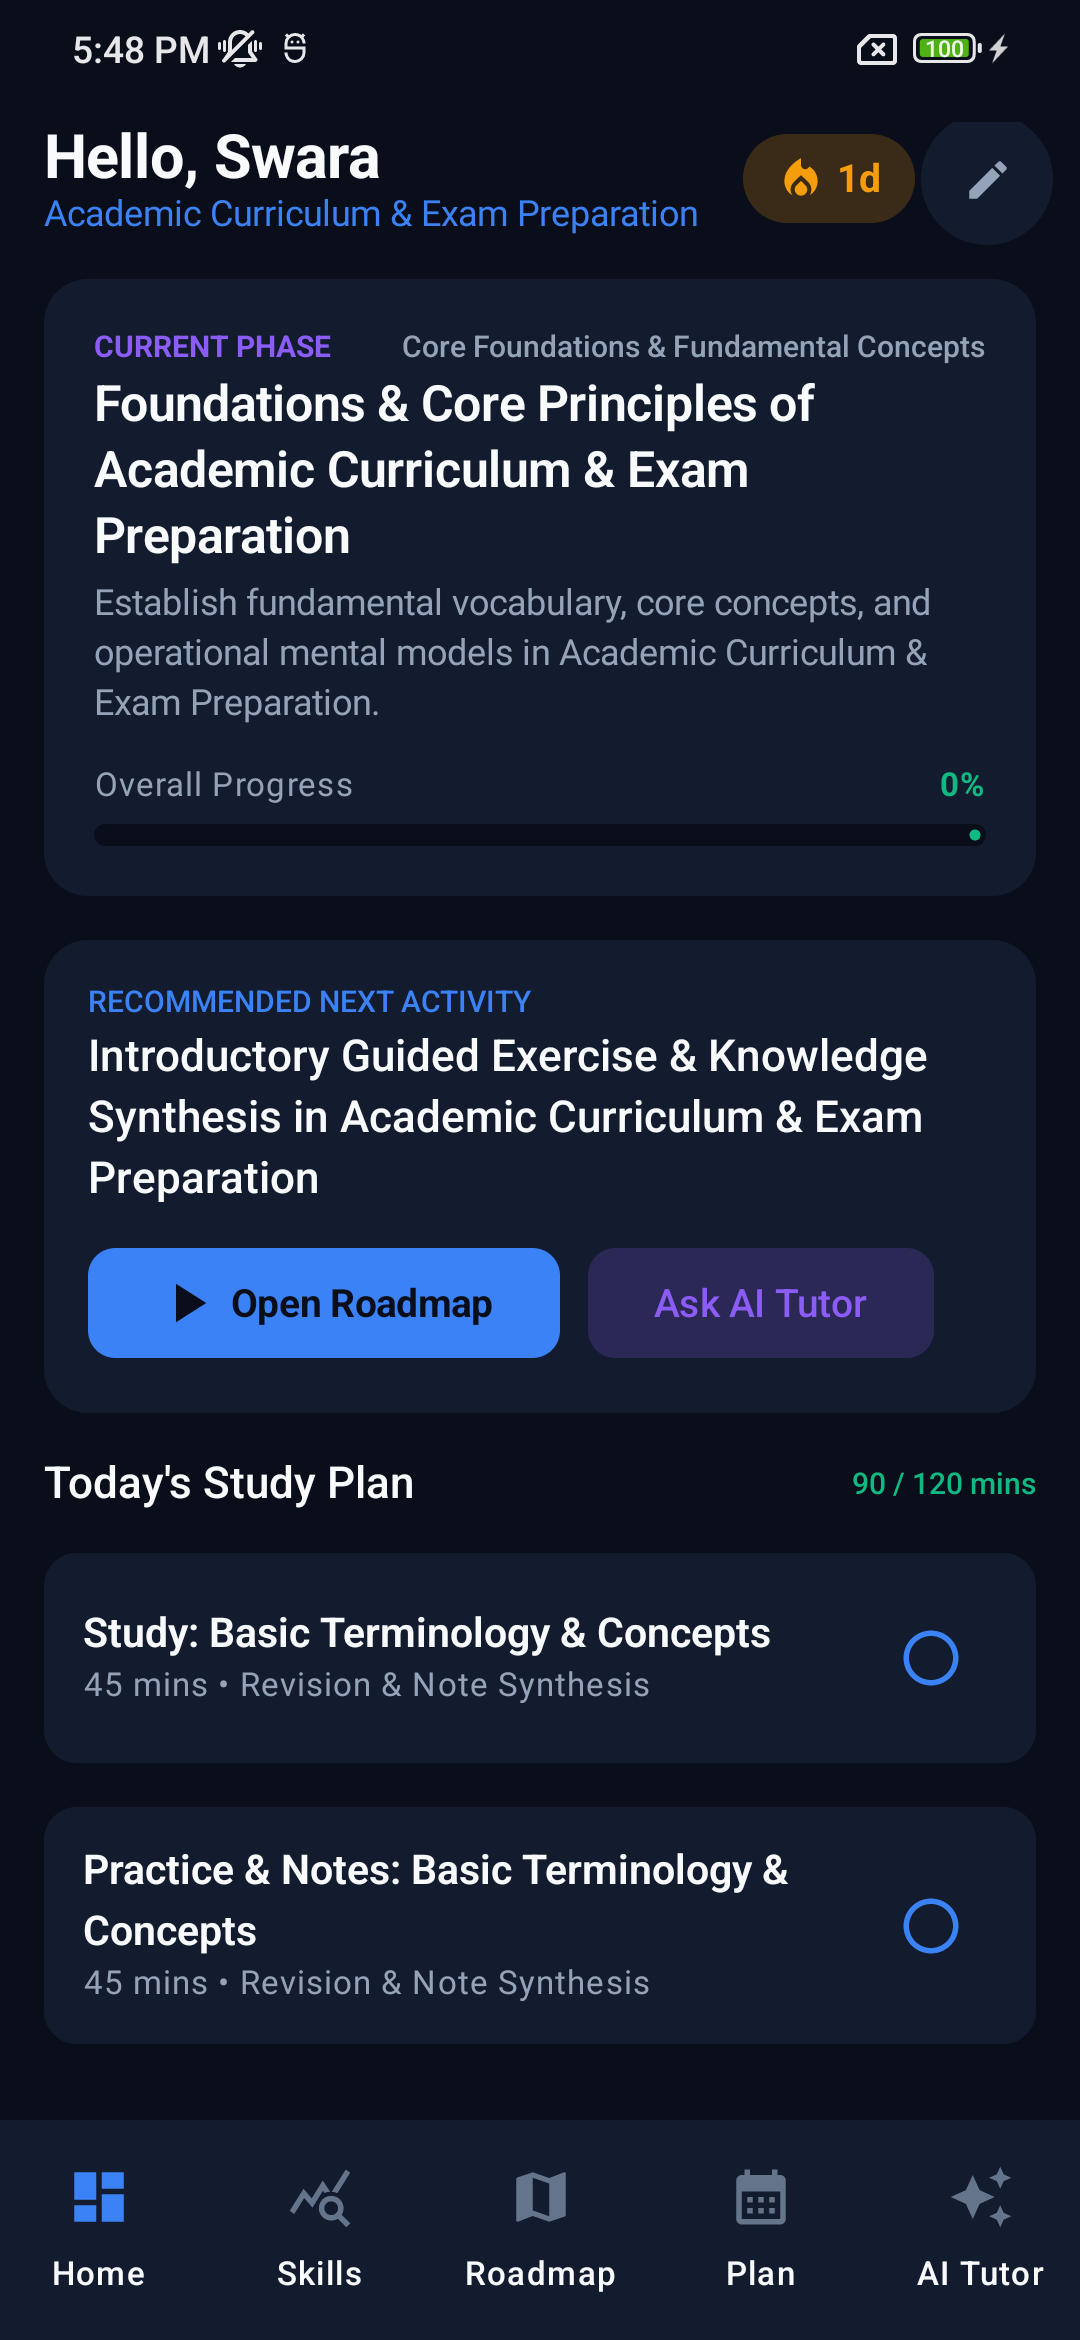 5:48 PM
100
Hello, Swara
Academic Curriculum & Exam Preparation
1d
CURRENT PHASE
Core Foundations & Fundamental Concepts
Foundations & Core Principles of
Academic Curriculum & Exam
Preparation
Establish fundamental vocabulary, core concepts, and
operational mental models in Academic Curriculum &
Exam Preparation.
Overall Progress
0%
RECOMMENDED NEXT ACTIVITY
Introductory Guided Exercise & Knowledge
Synthesis in Academic Curriculum & Exam
Preparation
Open Roadmap
Ask AI Tutor
Today's Study Plan
90 / 120 mins
Study: Basic Terminology & Concepts
45 mins • Revision & Note Synthesis
Practice & Notes: Basic Terminology &
Concepts
45 mins • Revision & Note Synthesis
Home
Skills
Roadmap
Plan
AI Tutor